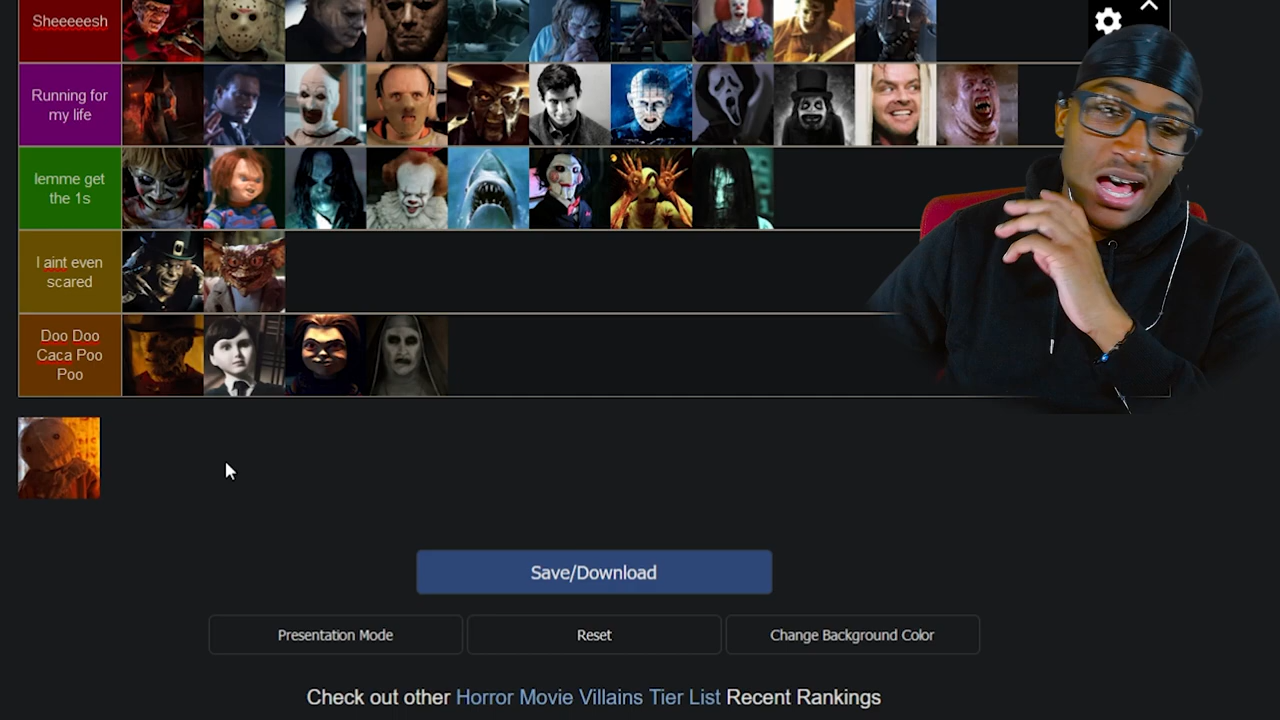 Sheeeeesh
Running for
my life
lemme get
the 1s
I aint even
scared
Doo Doo
Caca Poo
Poo
Save/Download
Presentation Mode
Reset
Change Background Color
Check out other Horror Movie Villains Tier List Recent Rankings